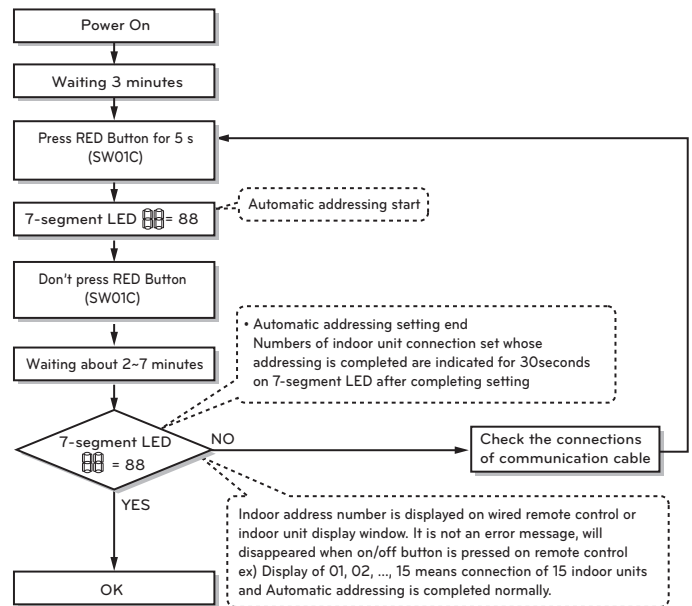 Power On
Waiting 3 minutes
Press RED Button for 5 s
(SW01C)
7-segment LED 88= 88
Automatic addressing start
Don't press RED Button
(SW01C)
• Automatic addressing setting end
Numbers of indoor unit connection set whose
addressing is completed are indicated for 30seconds
on 7-segment LED after completing setting
Waiting about 2~7 minutes
7-segment LED
88 = 88
NO
Check the connections
of communication cable
YES
Indoor address number is displayed on wired remote control or
indoor unit display window. It is not an error message, will
disappeared when on/off button is pressed on remote control
ex) Display of 01, 02, ..., 15 means connection of 15 indoor units
and Automatic addressing is completed normally.
OK